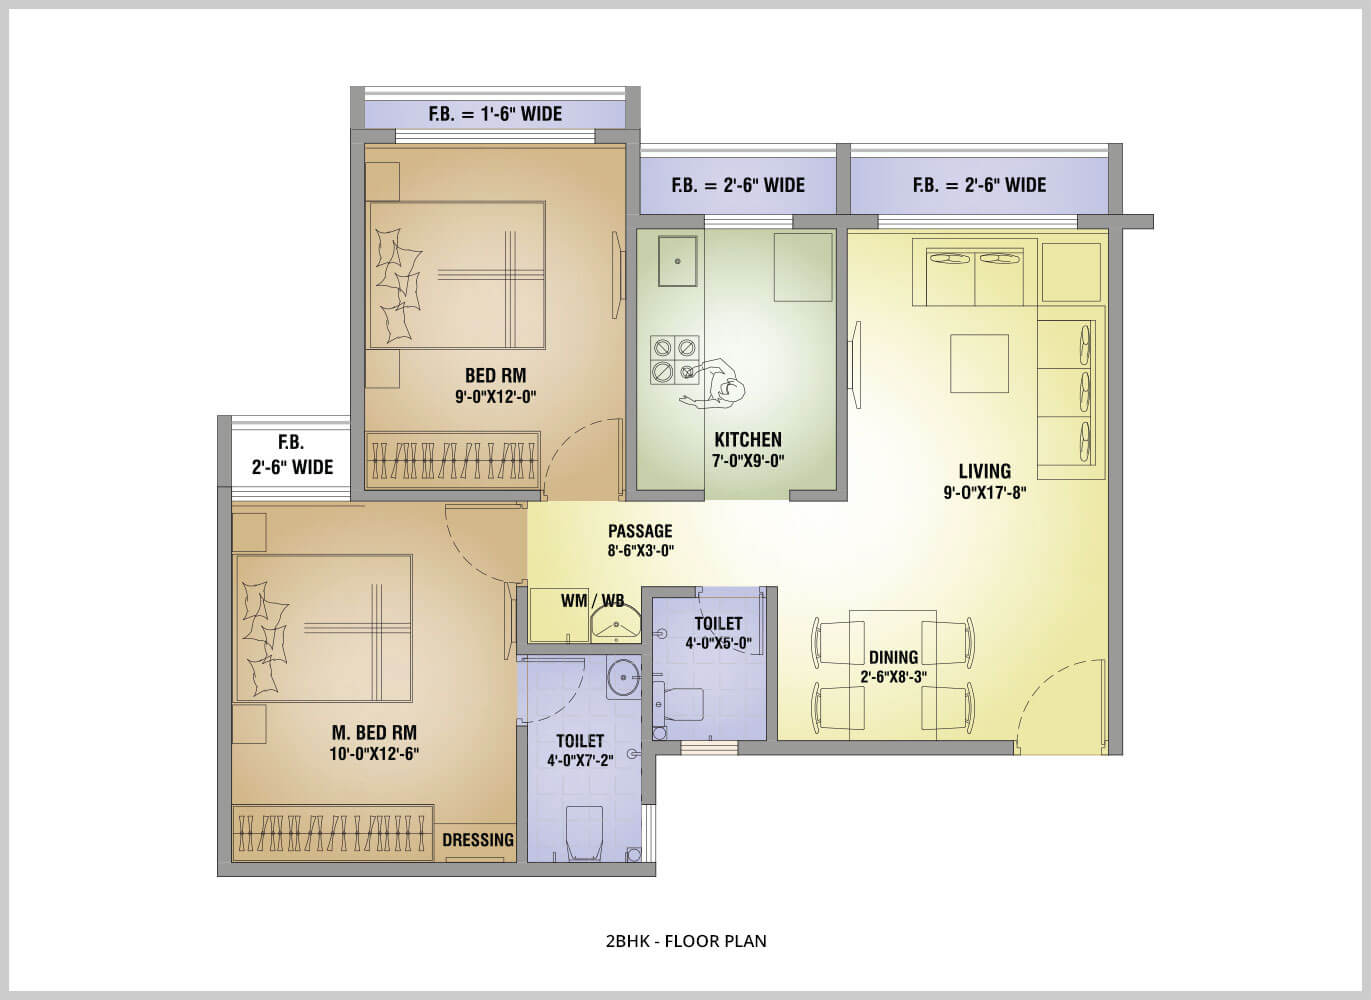 F.B. = 1'-6" WIDE
F.B. = 2'-6" WIDE
F.B. = 2'-6" WIDE
BED RM
9'-0"X12'-0"
KITCHEN
7'-0"X9'-0"
F.B.
2'-6" WIDE
LIVING
9'-0"X17'-8"
PASSAGE
8'-6"X3'-0"
WM / WB
TOILET
4'-0"X5'-0"
DINING
2'-6"X8'-3"
M. BED RM
10'-0"X12'-6"
TOILET
4'-0"X7'-2"
DRESSING
2BHK - FLOOR PLAN